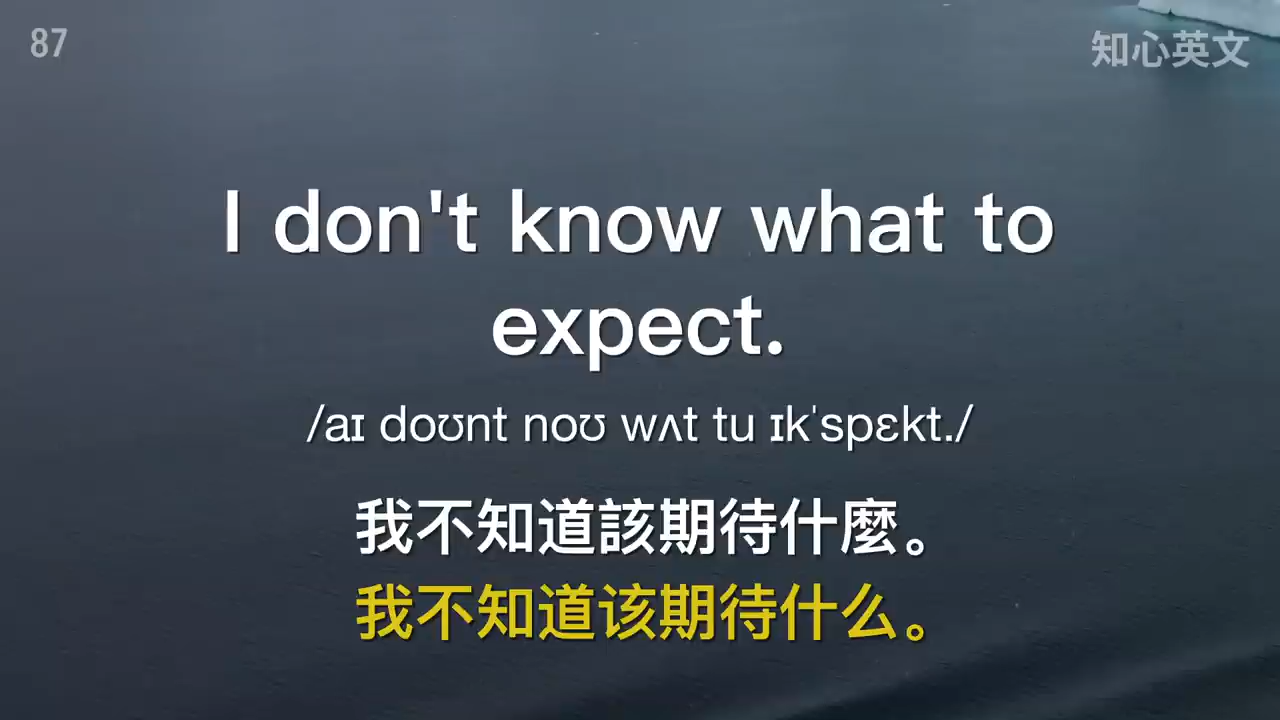 87
知心英文
I don't know what to
expect.
/aɪ doʊnt noʊ wʌt tu ɪkˈspɛkt./
我不知道該期待什麼。
我不知道该期待什么。